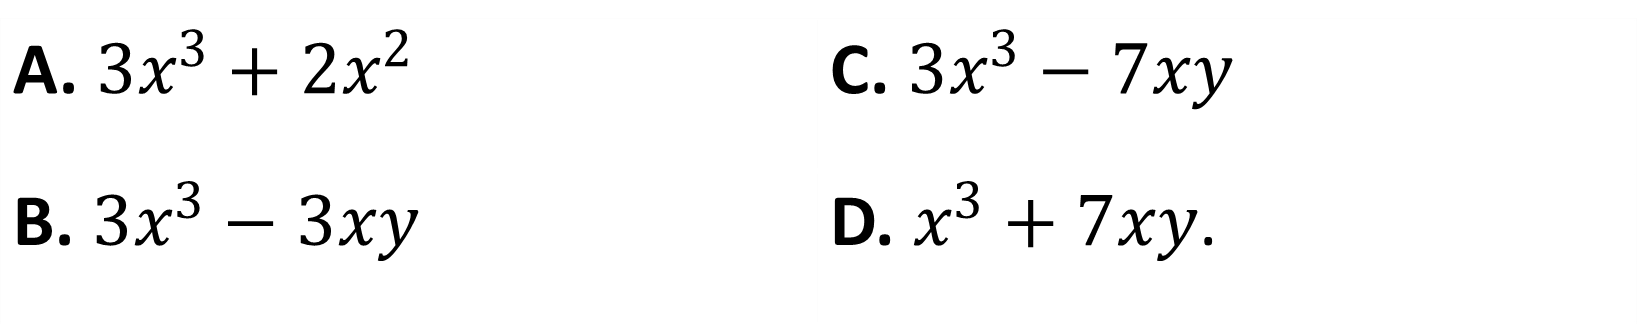 A. 3x³ + 2x² C. 3x³ − 7xy
B. 3x³ − 3xy D. x³ + 7xy.